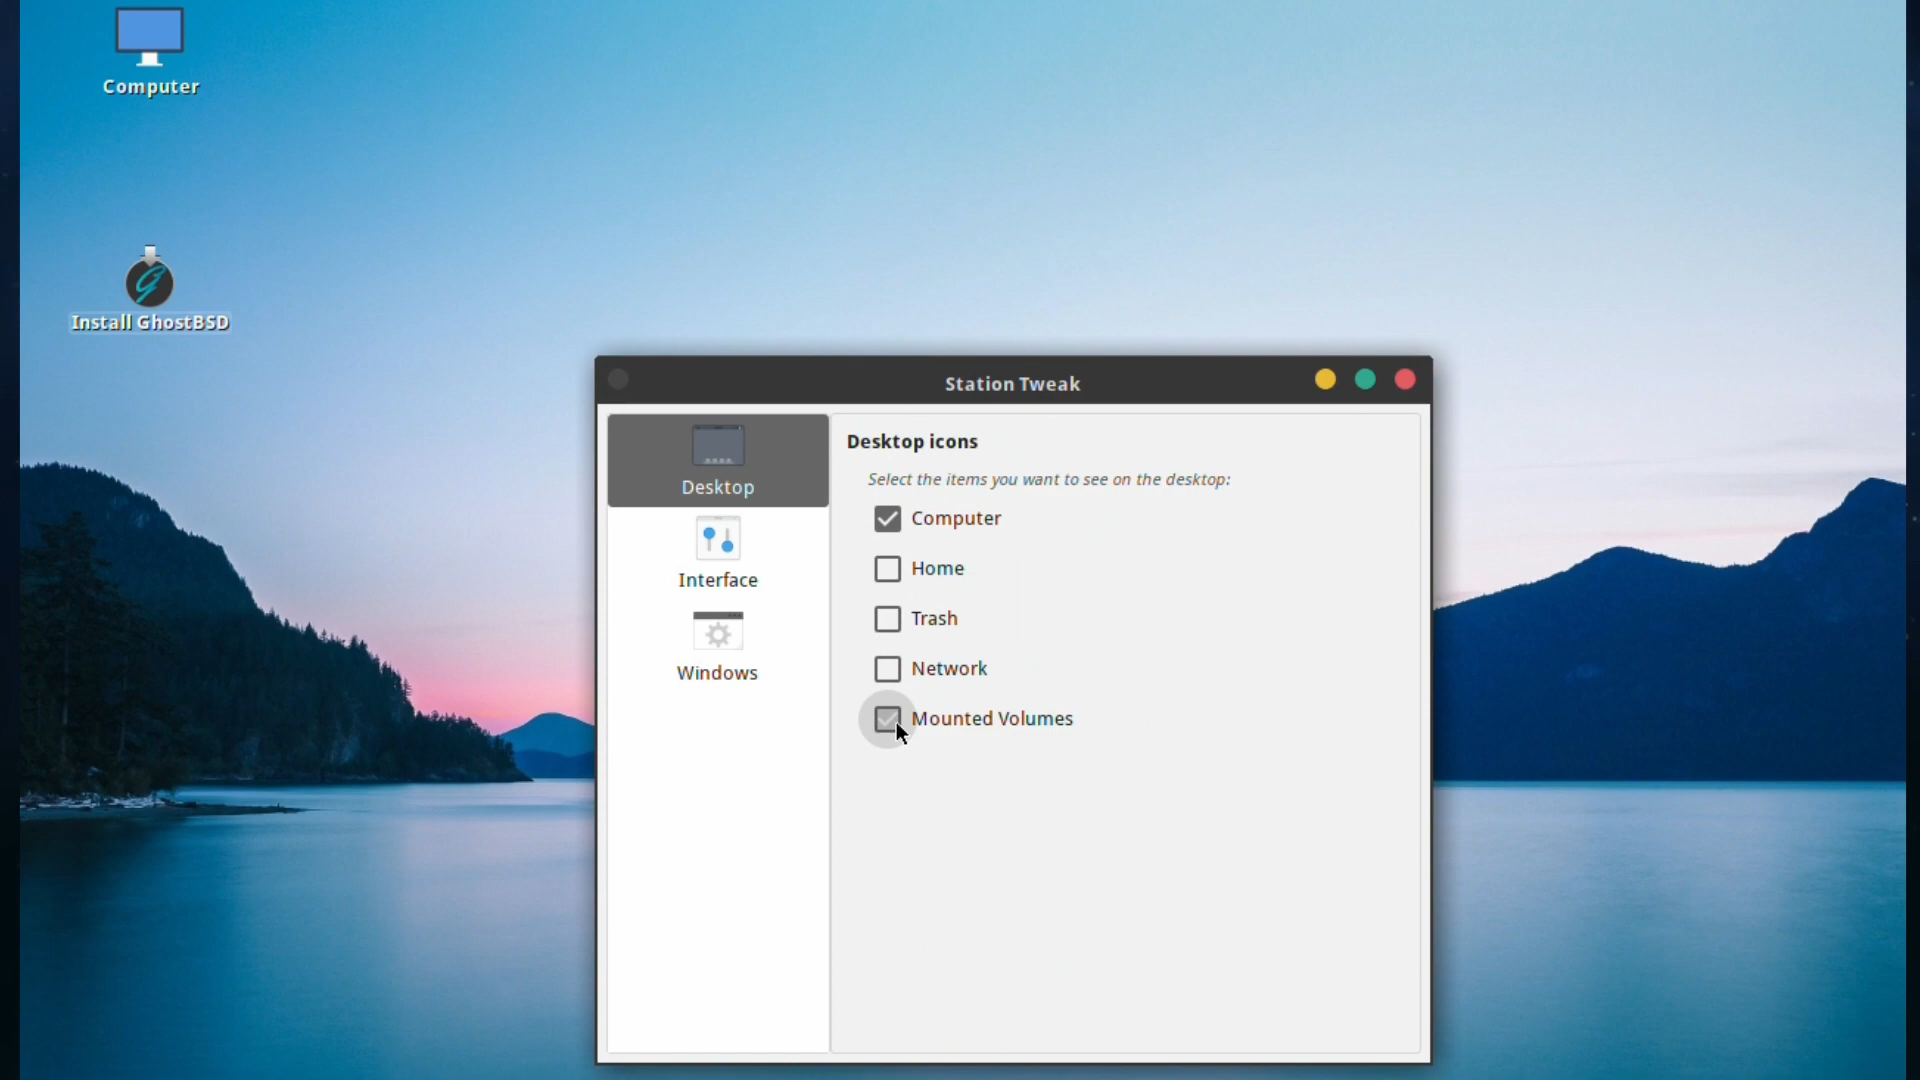 Computer
Install GhostBSD
Station Tweak
Desktop
Interface
Windows
Desktop icons
Select the items you want to see on the desktop:
Computer
Home
Trash
Network
Mounted Volumes